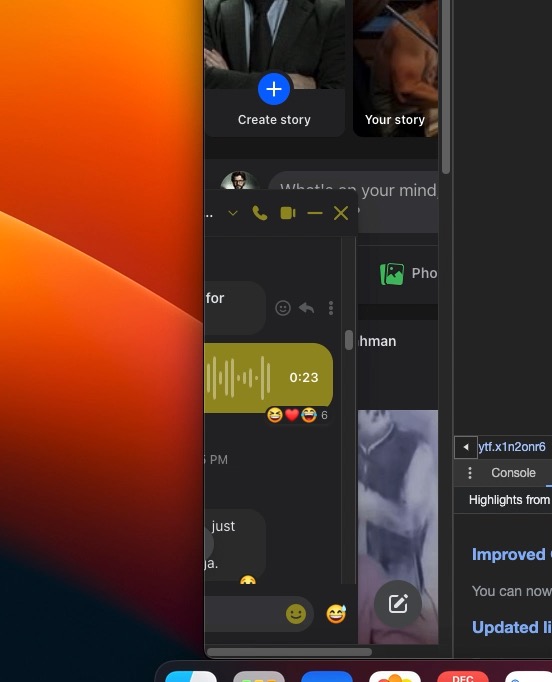 Create story
Your story
What's on your mind,
?
..
Pho
for
hman
0:23
6
5 PM
just
ja.
ytf.x1n2onr6
Console
Highlights from
Improved
You can now
Updated li
DEC